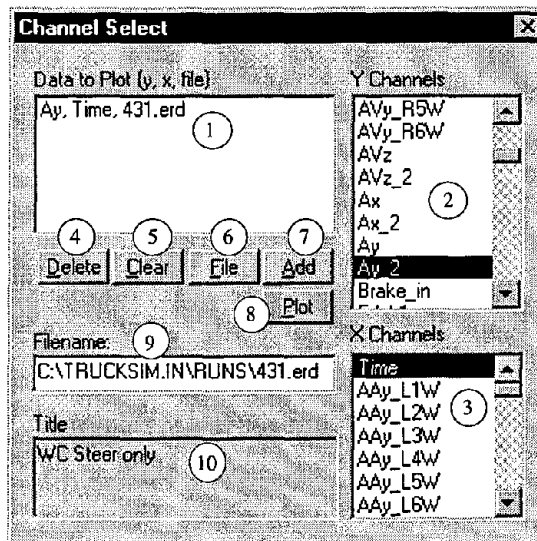 Channel Select
Data to Plot (y, x, file)
Ay, Time, 431.erd
1
4
5
6
7
Delete
Clear
File
Add
8
Plot
Y Channels
AVy_R5W
AVy_R6W
AVz
AVz_2
Ax
Ax_2
Ay
Ay_2
Brake_in
2
9
Filename:
C:\TRUCKSIM.IN\RUNS\431.erd
Title
WC Steer only
10
X Channels
Time
AAy_L1W
AAy_L2W
AAy_L3W
AAy_L4W
AAy_L5W
AAy_L6W
3